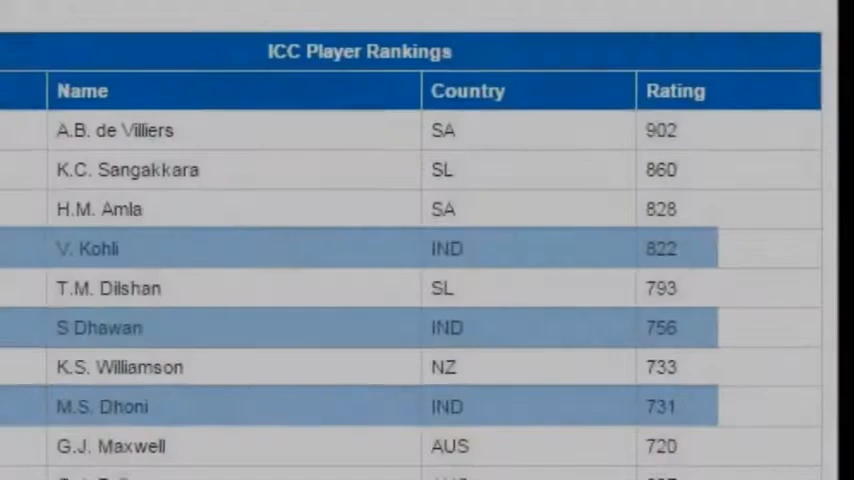 ICC Player Rankings
Name Country Rating
A.B. de Villiers SA 902
K.C. Sangakkara SL 860
H.M. Amla SA 828
V. Kohli IND 822
T.M. Dilshan SL 793
S Dhawan IND 756
K.S. Williamson NZ 733
M.S. Dhoni IND 731
G.J. Maxwell AUS 720